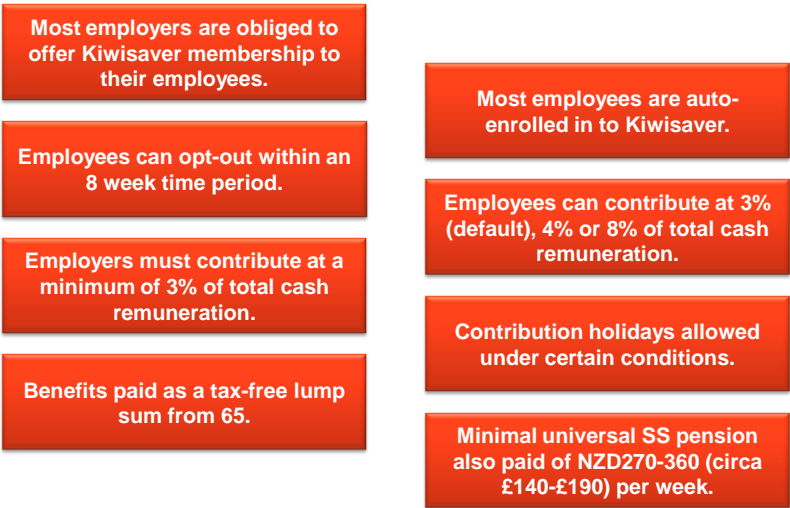 Most employers are obliged to
offer Kiwisaver membership to
their employees.
Employees can opt-out within an
8 week time period.
Employers must contribute at a
minimum of 3% of total cash
remuneration.
Benefits paid as a tax-free lump
sum from 65.
Most employees are auto-
enrolled in to Kiwisaver.
Employees can contribute at 3%
(default), 4% or 8% of total cash
remuneration.
Contribution holidays allowed
under certain conditions.
Minimal universal SS pension
also paid of NZD270-360 (circa
£140-£190) per week.